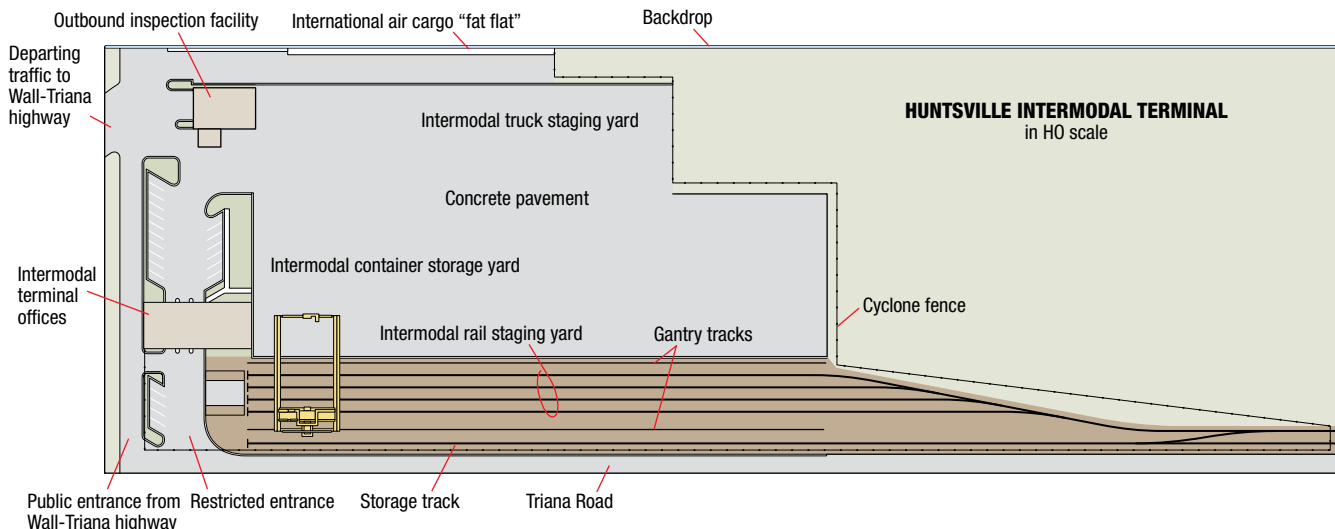 Outbound inspection facility
International air cargo “fat flat”
Backdrop
Departing
traffic to
Wall-Triana
highway
HUNTSVILLE INTERMODAL TERMINAL
in HO scale
Intermodal truck staging yard
Concrete pavement
Intermodal container storage yard
Intermodal
terminal
offices
Intermodal rail staging yard
Gantry tracks
Cyclone fence
Public entrance from
Wall-Triana highway
Restricted entrance
Storage track
Triana Road